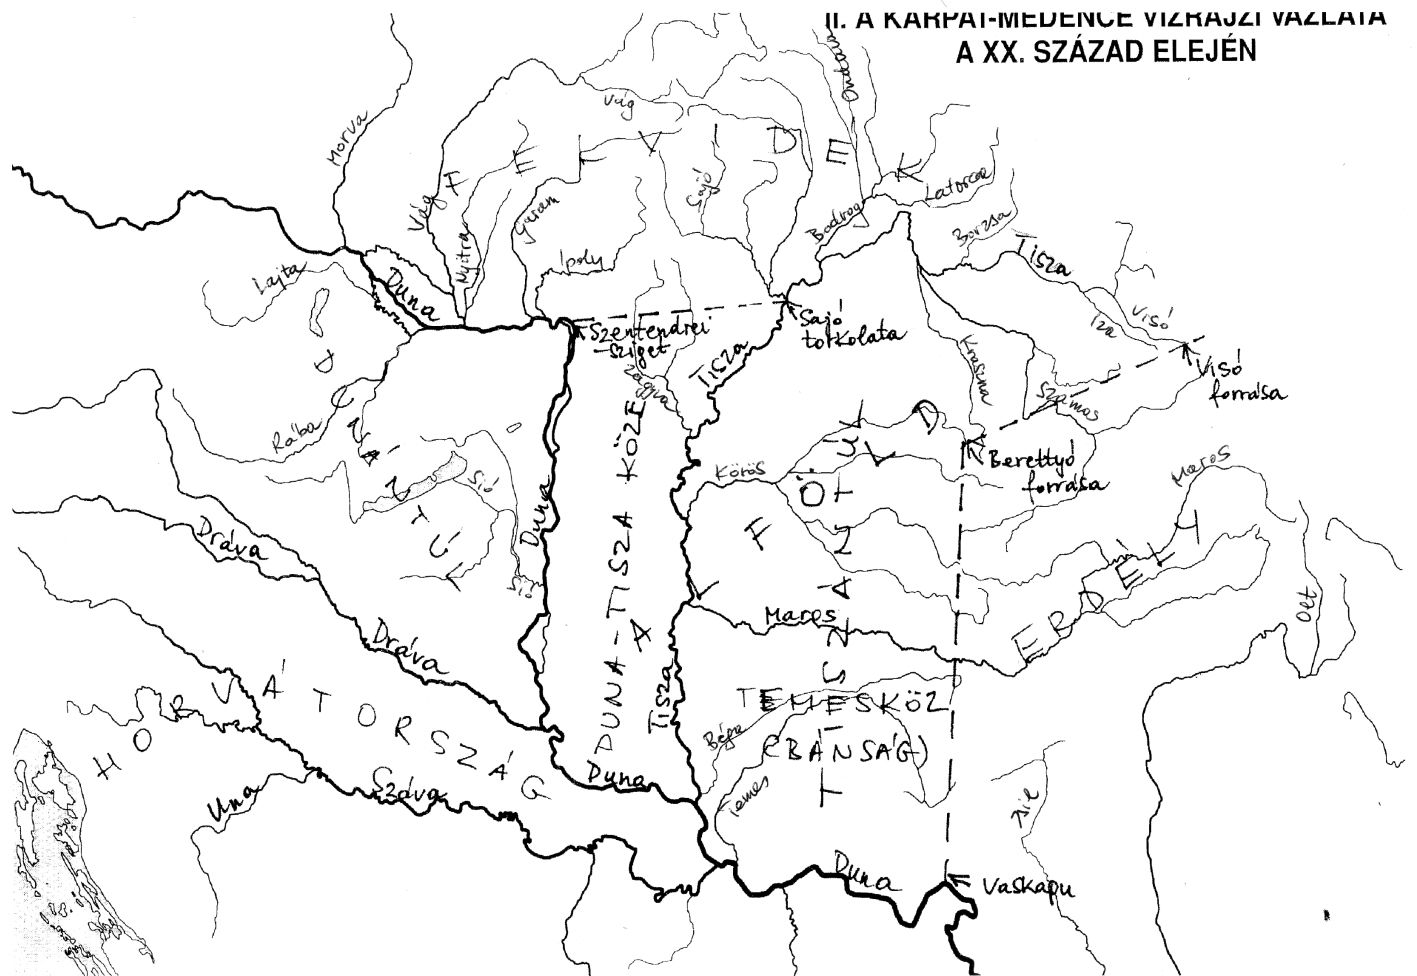 II. A KÁRPÁT-MEDENCE VÍZRAJZI VÁZLATA
A XX. SZÁZAD ELEJÉN
Morva
Vág
Ondava
FELVIDÉK
Vág
Nyitra
Garam
Sajó
Bodrog
Latorca
Borzsa
Ipoly
Tisza
Lajta
Duna
Szentendrei
-sziget
Sajó
torkolata
Iza
Visó
Visó
forrása
Zagyva
Tisza
Kraszna
Szamos
DUNÁNTÚL
Rába
Sió
Sió
Duna
DUNA-TISZA KÖZE
Körös
TISZÁNTÚL
ALFÖLD
Berettyó
forrása
Maros
Dráva
Dráva
Maros
ERDÉLY
Olt
Tisza
TEMESKÖZ
(BÁNSÁG)
Béga
Temes
HORVÁTORSZÁG
Una
Száva
Duna
Zsil
Duna
Vaskapu